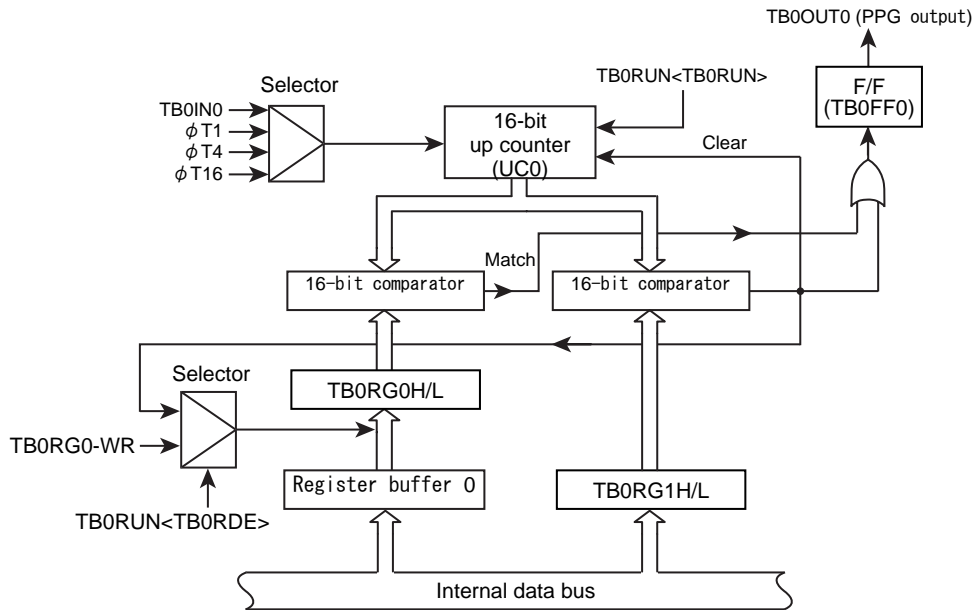 TB0OUT0 (PPG output)
Selector
TB0RUN<TB0RUN>
F/F
(TB0FF0)
TB0IN0
ϕT1
ϕT4
ϕT16
16-bit
up counter
(UC0)
Clear
Match
16-bit comparator
16-bit comparator
Selector
TB0RG0H/L
TB0RG0-WR
Register buffer 0
TB0RG1H/L
TB0RUN<TB0RDE>
Internal data bus